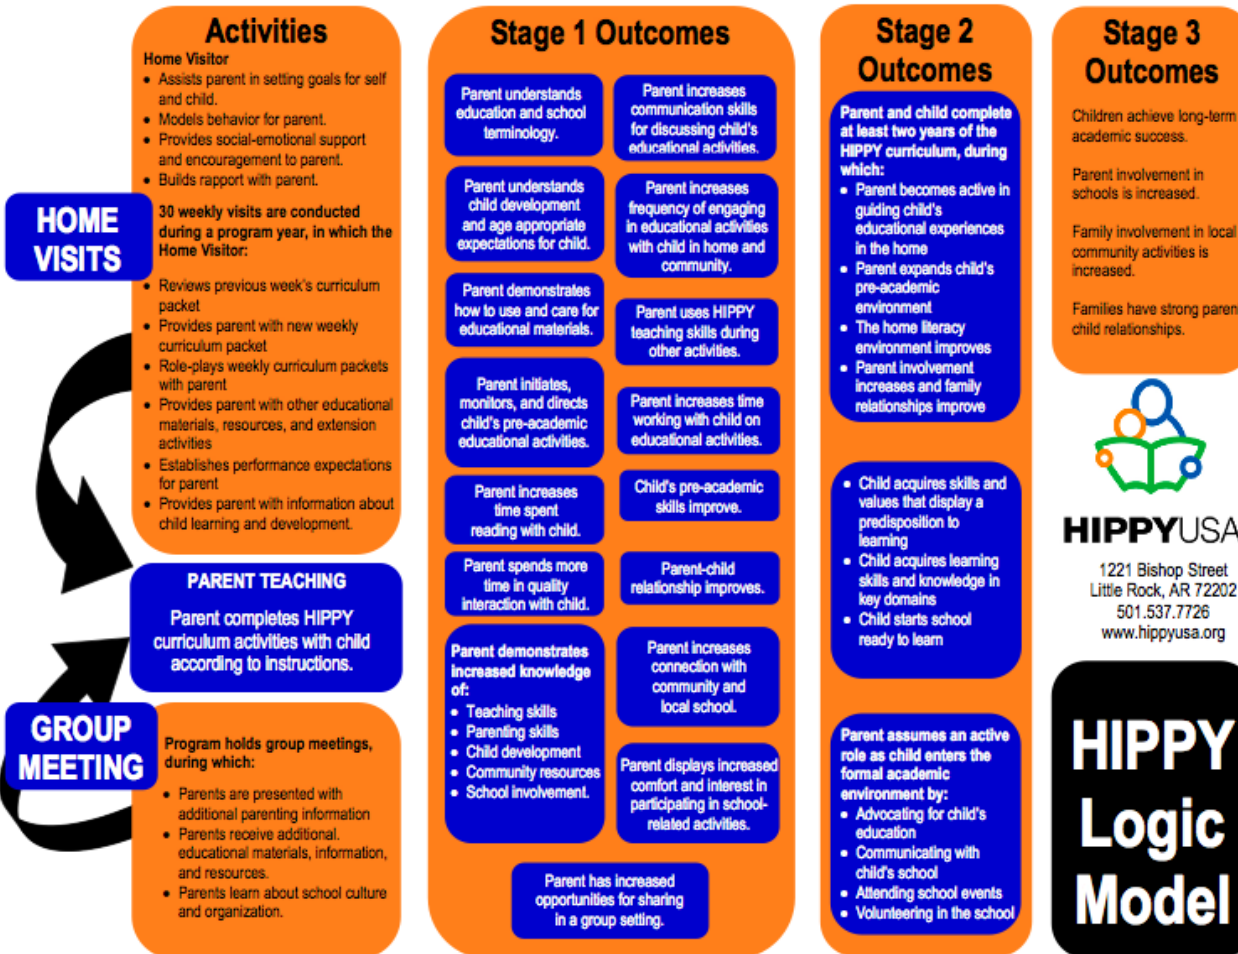 Activities
Home Visitor
• Assists parent in setting goals for self
and child.
• Models behavior for parent.
• Provides social-emotional support
and encouragement to parent.
• Builds rapport with parent.
30 weekly visits are conducted
during a program year, in which the
Home Visitor:
• Reviews previous week's curriculum
packet
• Provides parent with new weekly
curriculum packet
• Role-plays weekly curriculum packets
with parent
• Provides parent with other educational
materials, resources, and extension
activities
• Establishes performance expectations
for parent
• Provides parent with information about
child learning and development.
HOME
VISITS
PARENT TEACHING
Parent completes HIPPY
curriculum activities with child
according to instructions.
GROUP
MEETING
Program holds group meetings,
during which:
• Parents are presented with
additional parenting information
• Parents receive additional.
educational materials, information,
and resources.
• Parents learn about school culture
and organization.
Stage 1 Outcomes
Parent understands
education and school
terminology.
Parent understands
child development
and age appropriate
expectations for child.
Parent demonstrates
how to use and care for
educational materials.
Parent initiates,
monitors, and directs
child's pre-academic
educational activities.
Parent increases
time spent
reading with child.
Parent spends more
time in quality
interaction with child.
Parent demonstrates
increased knowledge
of:
• Teaching skills
• Parenting skills
• Child development
• Community resources
• School involvement.
Parent increases
communication skills
for discussing child's
educational activities.
Parent increases
frequency of engaging
in educational activities
with child in home and
community.
Parent uses HIPPY
teaching skills during
other activities.
Parent increases time
working with child on
educational activities.
Child's pre-academic
skills improve.
Parent-child
relationship improves.
Parent increases
connection with
community and
local school.
Parent displays increased
comfort and interest in
participating in school-
related activities.
Parent has increased
opportunities for sharing
in a group setting.
Stage 2
Outcomes
Parent and child complete
at least two years of the
HIPPY curriculum, during
which:
• Parent becomes active in
guiding child's
educational experiences
in the home
• Parent expands child's
pre-academic
environment
• The home literacy
environment improves
• Parent involvement
increases and family
relationships improve
• Child acquires skills and
values that display a
predisposition to
learning
• Child acquires learning
skills and knowledge in
key domains
• Child starts school
ready to learn
Parent assumes an active
role as child enters the
formal academic
environment by:
• Advocating for child's
education
• Communicating with
child's school
• Attending school events
• Volunteering in the school
Stage 3
Outcomes
Children achieve long-term
academic success.
Parent involvement in
schools is increased.
Family involvement in local
community activities is
increased.
Families have strong paren
child relationships.
HIPPYUSA
1221 Bishop Street
Little Rock, AR 72202
501.537.7726
www.hippyusa.org
HIPPY
Logic
Model